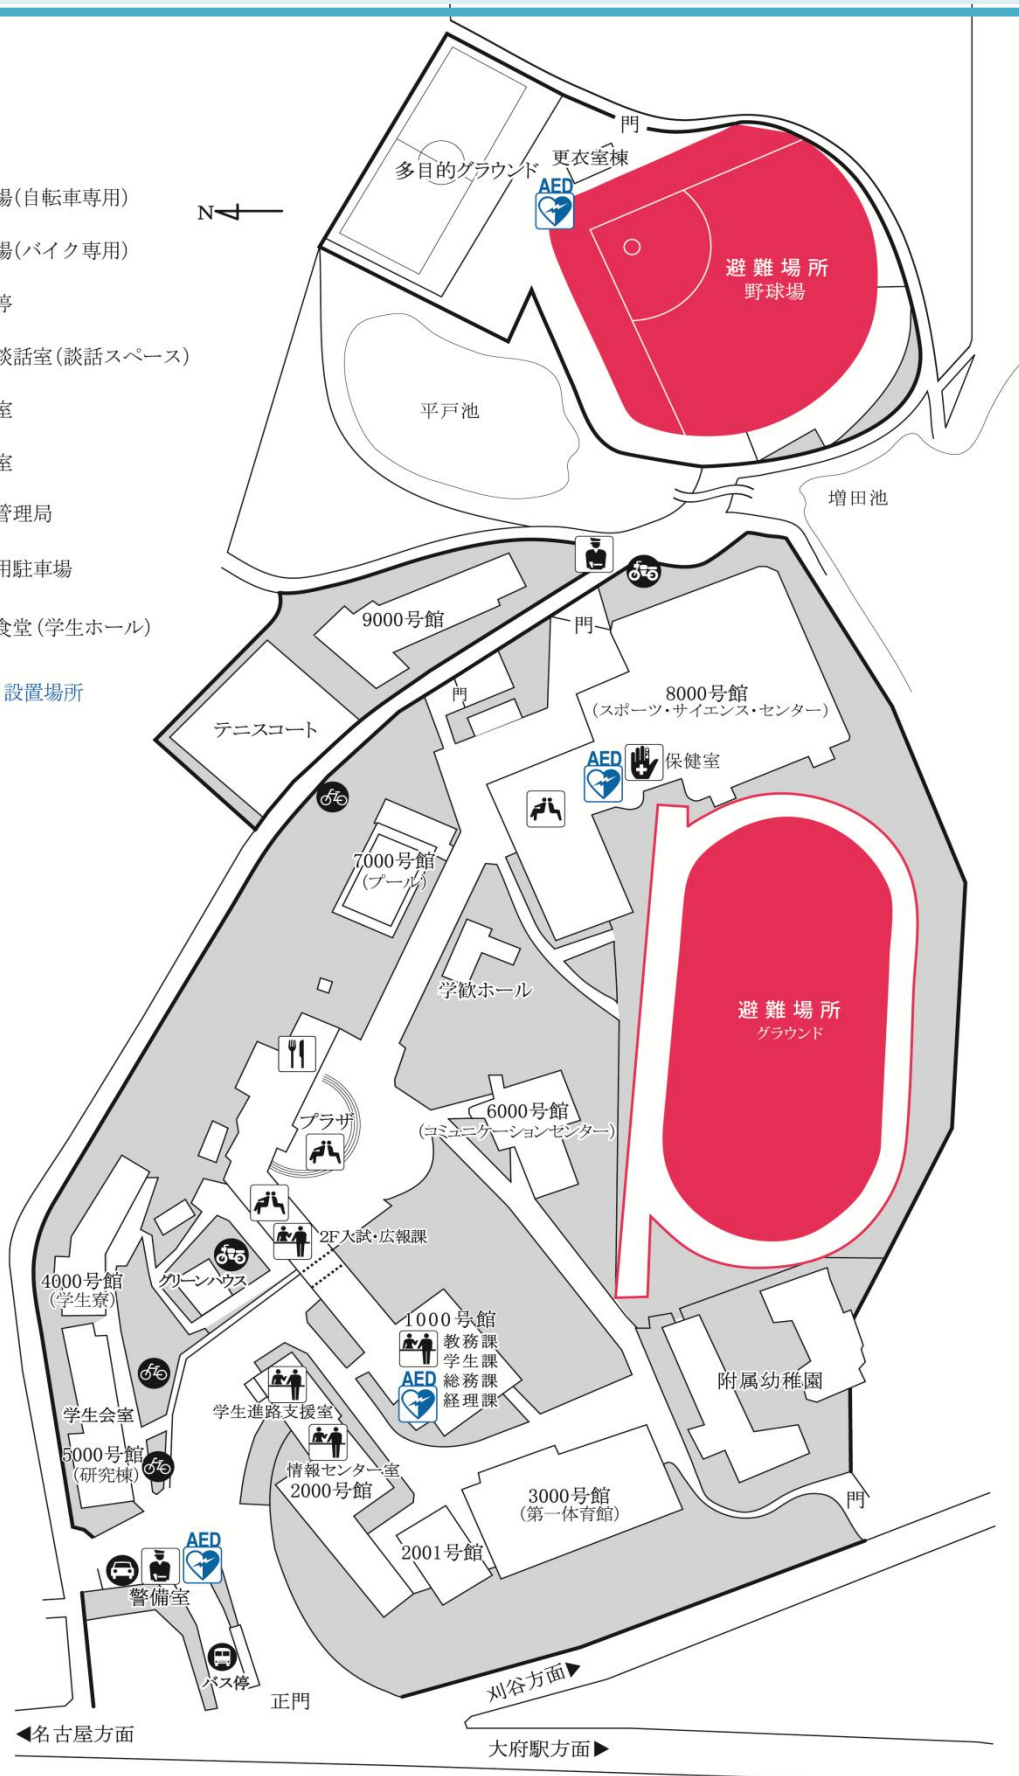 門
更衣室棟
多目的グラウンド
AED
場(自転車専用)
N
場(バイク専用)
避難場所
野球場
停
談話室(談話スペース)
室
平戸池
室
増田池
管理局
用駐車場
9000号館
門
食堂(学生ホール)
設置場所
門
8000号館
(スポーツ・サイエンス・センター)
テニスコート
AED
保健室
7000号館
(プール)
学歓ホール
避難場所
グラウンド
プラザ
6000号館
(コミュニケーションセンター)
2F入試・広報課
4000号館
(学生寮)
グリーンハウス
1000号館
教務課
学生課
AED
総務課
経理課
附属幼稚園
学生会室
学生進路支援室
5000号館
(研究棟)
情報センター室
2000号館
3000号館
(第一体育館)
門
2001号館
AED
警備室
バス停
正門
刈谷方面▶
◀名古屋方面
大府駅方面▶